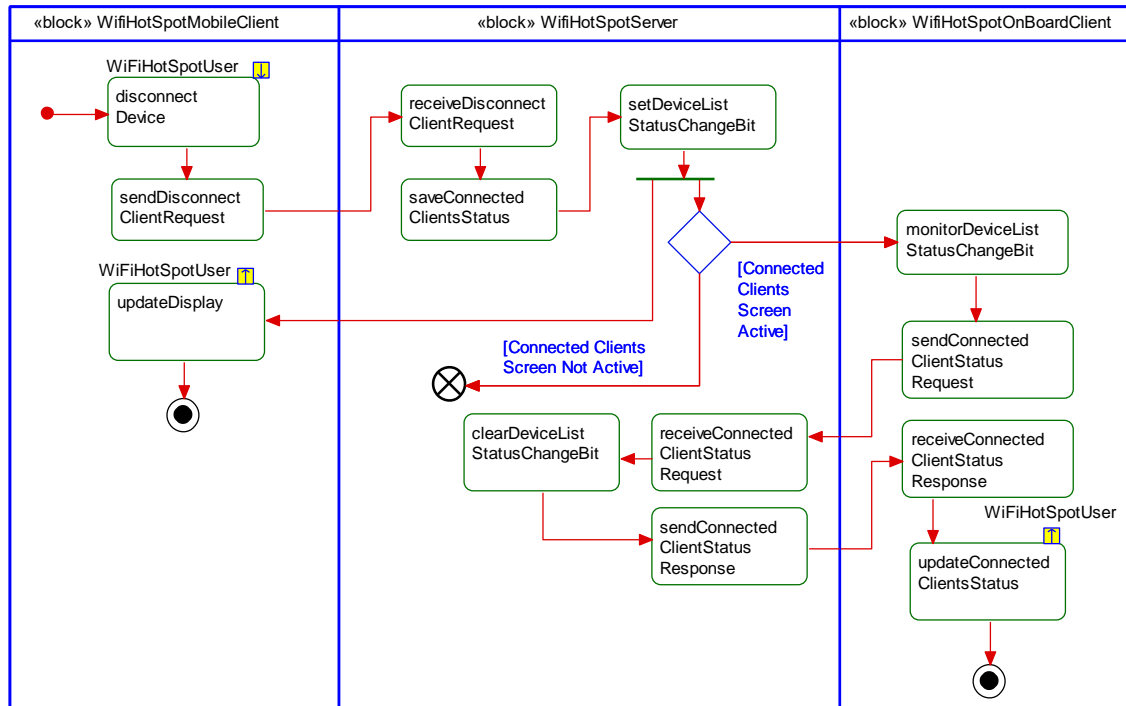 «block» WifiHotSpotMobileClient
«block» WifiHotSpotServer
«block» WifiHotSpotOnBoardClient
WiFiHotSpotUser
disconnect
Device
sendDisconnect
ClientRequest
WiFiHotSpotUser
updateDisplay
receiveDisconnect
ClientRequest
saveConnected
ClientsStatus
setDeviceList
StatusChangeBit
[Connected
Clients
Screen
Active]
[Connected Clients
Screen Not Active]
clearDeviceList
StatusChangeBit
receiveConnected
ClientStatus
Request
sendConnected
ClientStatus
Response
monitorDeviceList
StatusChangeBit
sendConnected
ClientStatus
Request
receiveConnected
ClientStatus
Response
WiFiHotSpotUser
updateConnected
ClientsStatus